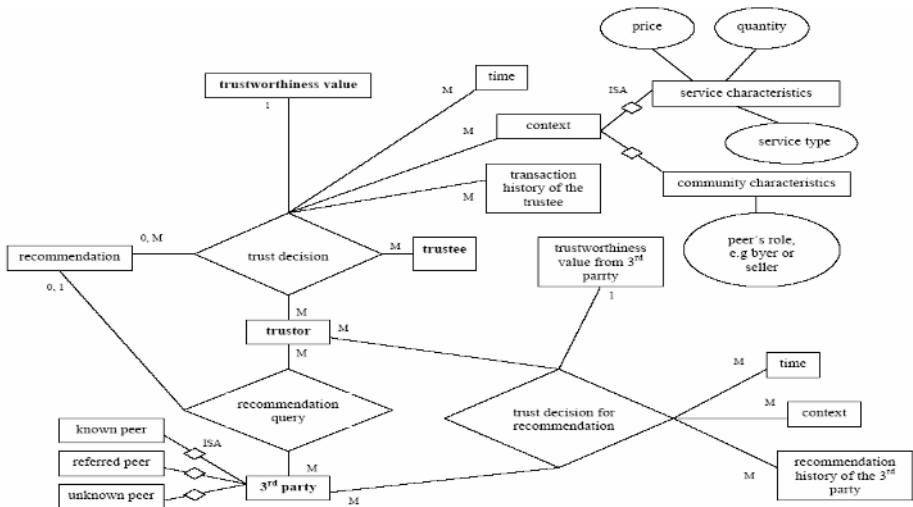 price
quantity
trustworthiness value
time
ISA
service characteristics
1
M
M
context
service type
transaction
history of the
trustee
M
community characteristics
0, M
recommendation
trust decision
M
trustee
trustworthiness
value from 3rd
parrty
peer's role,
e.g byer or
seller
0, 1
1
M
trustor
M
M
M
time
recommendation
query
trust decision for
recommendation
M
context
known peer
ISA
referred peer
M
unknown peer
3rd party
M
M
recommendation
history of the 3rd
party